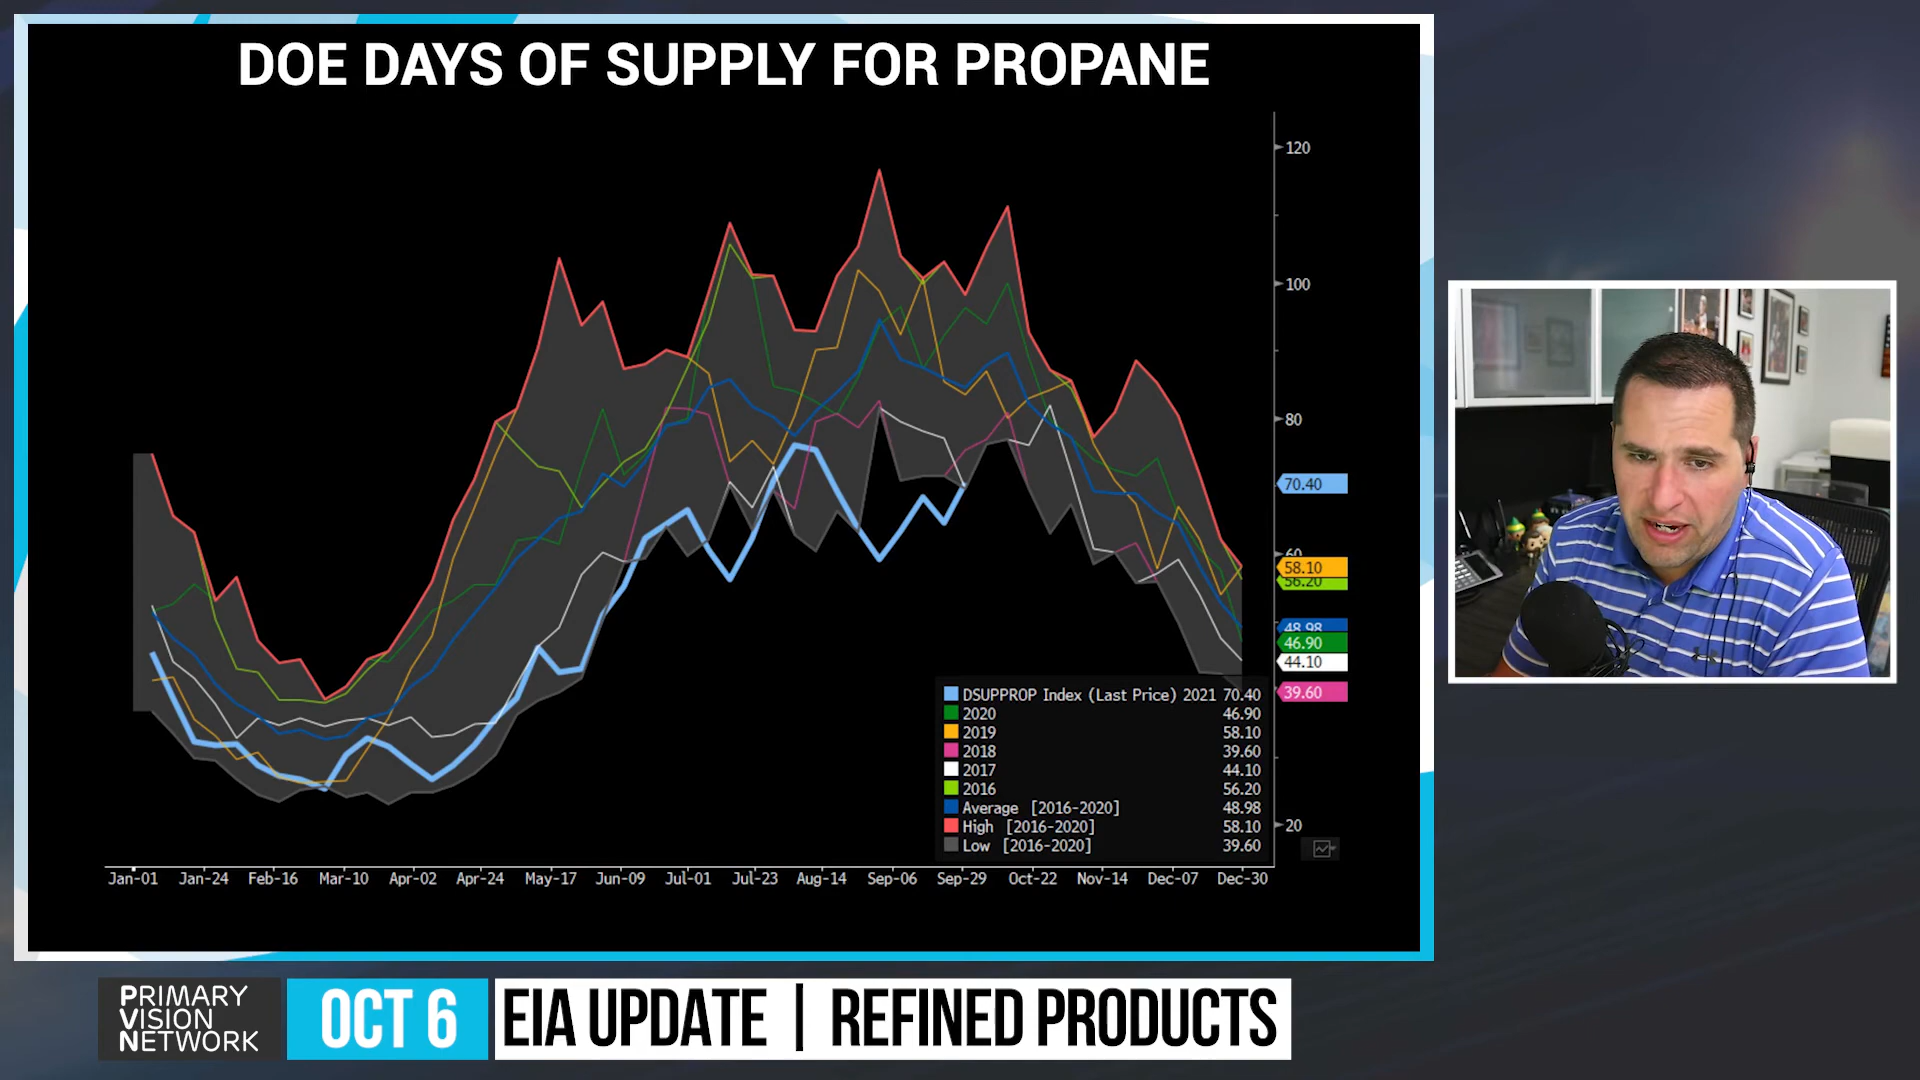 DOE DAYS OF SUPPLY FOR PROPANE
120
100
80
70.40
60
58.10
56.20
48.98
46.90
44.10
39.60
20
DSUPPROP Index (Last Price) 2021 70.40
2020 46.90
2019 58.10
2018 39.60
2017 44.10
2016 56.20
Average [2016-2020] 48.98
High [2016-2020] 58.10
Low [2016-2020] 39.60
Jan-01 Jan-24 Feb-16 Mar-10 Apr-02 Apr-24 May-17 Jun-09 Jul-01 Jul-23 Aug-14 Sep-06 Sep-29 Oct-22 Nov-14 Dec-07 Dec-30
PRIMARY
VISION
NETWORK
OCT 6
EIA UPDATE | REFINED PRODUCTS